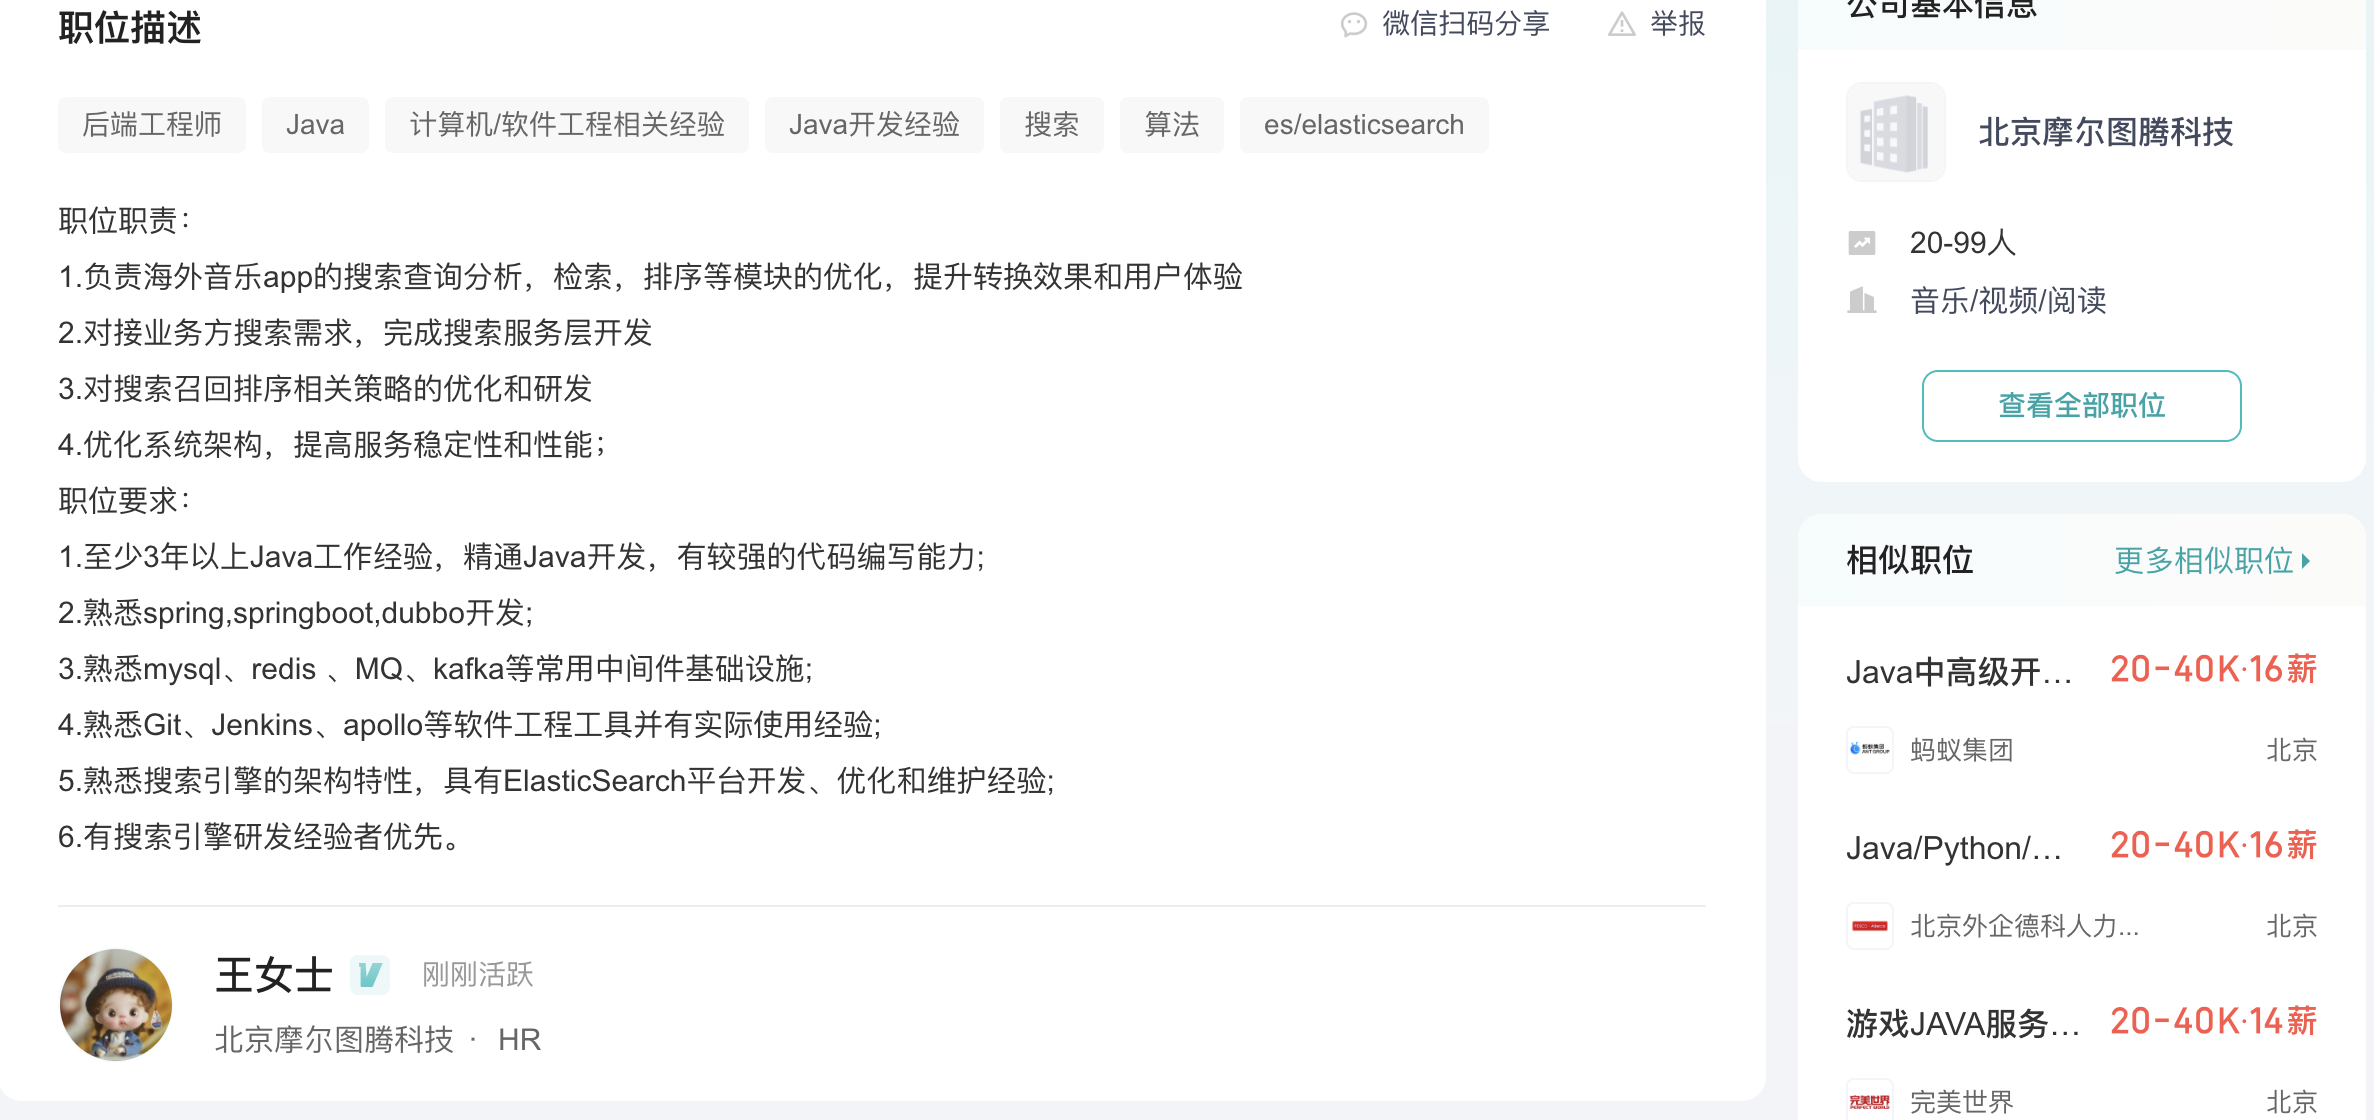 职位描述
微信扫码分享
举报
后端工程师
Java
计算机/软件工程相关经验
Java开发经验
搜索
算法
es/elasticsearch
职位职责：
1.负责海外音乐app的搜索查询分析，检索，排序等模块的优化，提升转换效果和用户体验
2.对接业务方搜索需求，完成搜索服务层开发
3.对搜索召回排序相关策略的优化和研发
4.优化系统架构，提高服务稳定性和性能；
职位要求：
1.至少3年以上Java工作经验，精通Java开发，有较强的代码编写能力;
2.熟悉spring,springboot,dubbo开发;
3.熟悉mysql、redis 、MQ、kafka等常用中间件基础设施;
4.熟悉Git、Jenkins、apollo等软件工程工具并有实际使用经验;
5.熟悉搜索引擎的架构特性，具有ElasticSearch平台开发、优化和维护经验;
6.有搜索引擎研发经验者优先。
王女士
刚刚活跃
北京摩尔图腾科技 · HR
公司基本信息
北京摩尔图腾科技
20-99人
音乐/视频/阅读
查看全部职位
相似职位
更多相似职位
Java中高级开... 20-40K·16薪
蚂蚁集团
ANT GROUP
蚂蚁集团
北京
Java/Python/... 20-40K·16薪
北京外企德科人力...
北京
游戏JAVA服务... 20-40K·14薪
完美世界
PERFECT WORLD
完美世界
北京